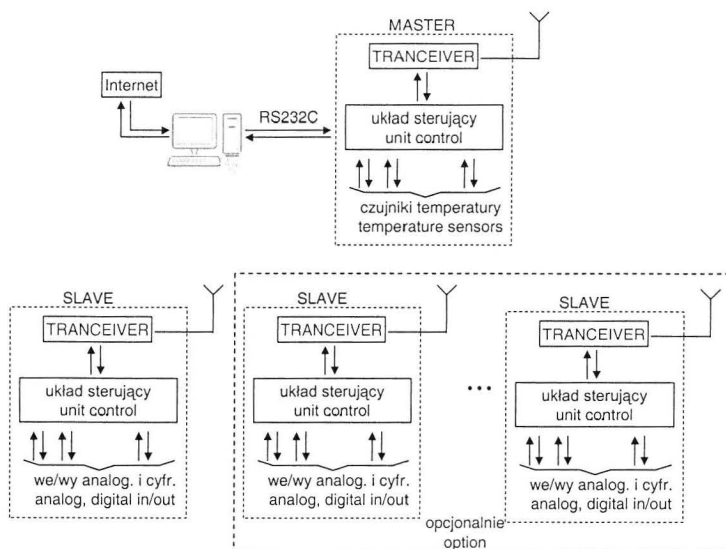 MASTER
TRANCEIVER
Internet
RS232C
układ sterujący
unit control
czujniki temperatury
temperature sensors
SLAVE
TRANCEIVER
układ sterujący
unit control
we/wy analog. i cyfr.
analog, digital in/out
SLAVE
TRANCEIVER
układ sterujący
unit control
we/wy analog. i cyfr.
analog, digital in/out
...
SLAVE
TRANCEIVER
układ sterujący
unit control
we/wy analog. i cyfr.
analog, digital in/out
opcjonalnie
option